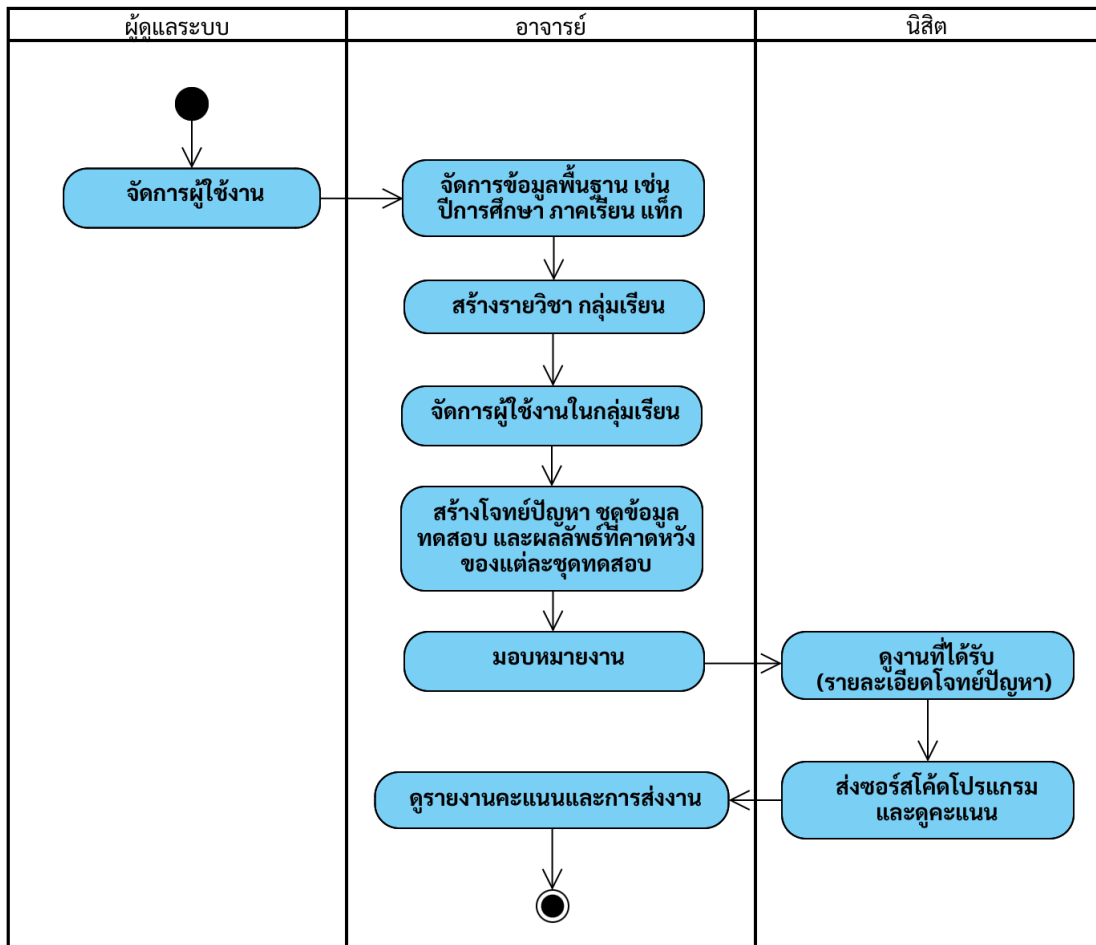 ผู้ดูแลระบบ
อาจารย์
นิสิต
จัดการผู้ใช้งาน
จัดการข้อมูลพื้นฐาน เช่น
ปีการศึกษา ภาคเรียน แท็ก
สร้างรายวิชา กลุ่มเรียน
จัดการผู้ใช้งานในกลุ่มเรียน
สร้างโจทย์ปัญหา ชุดข้อมูล
ทดสอบ และผลลัพธ์ที่คาดหวัง
ของแต่ละชุดทดสอบ
มอบหมายงาน
ดูงานที่ได้รับ
(รายละเอียดโจทย์ปัญหา)
ส่งซอร์สโค้ดโปรแกรม
และดูคะแนน
ดูรายงานคะแนนและการส่งงาน